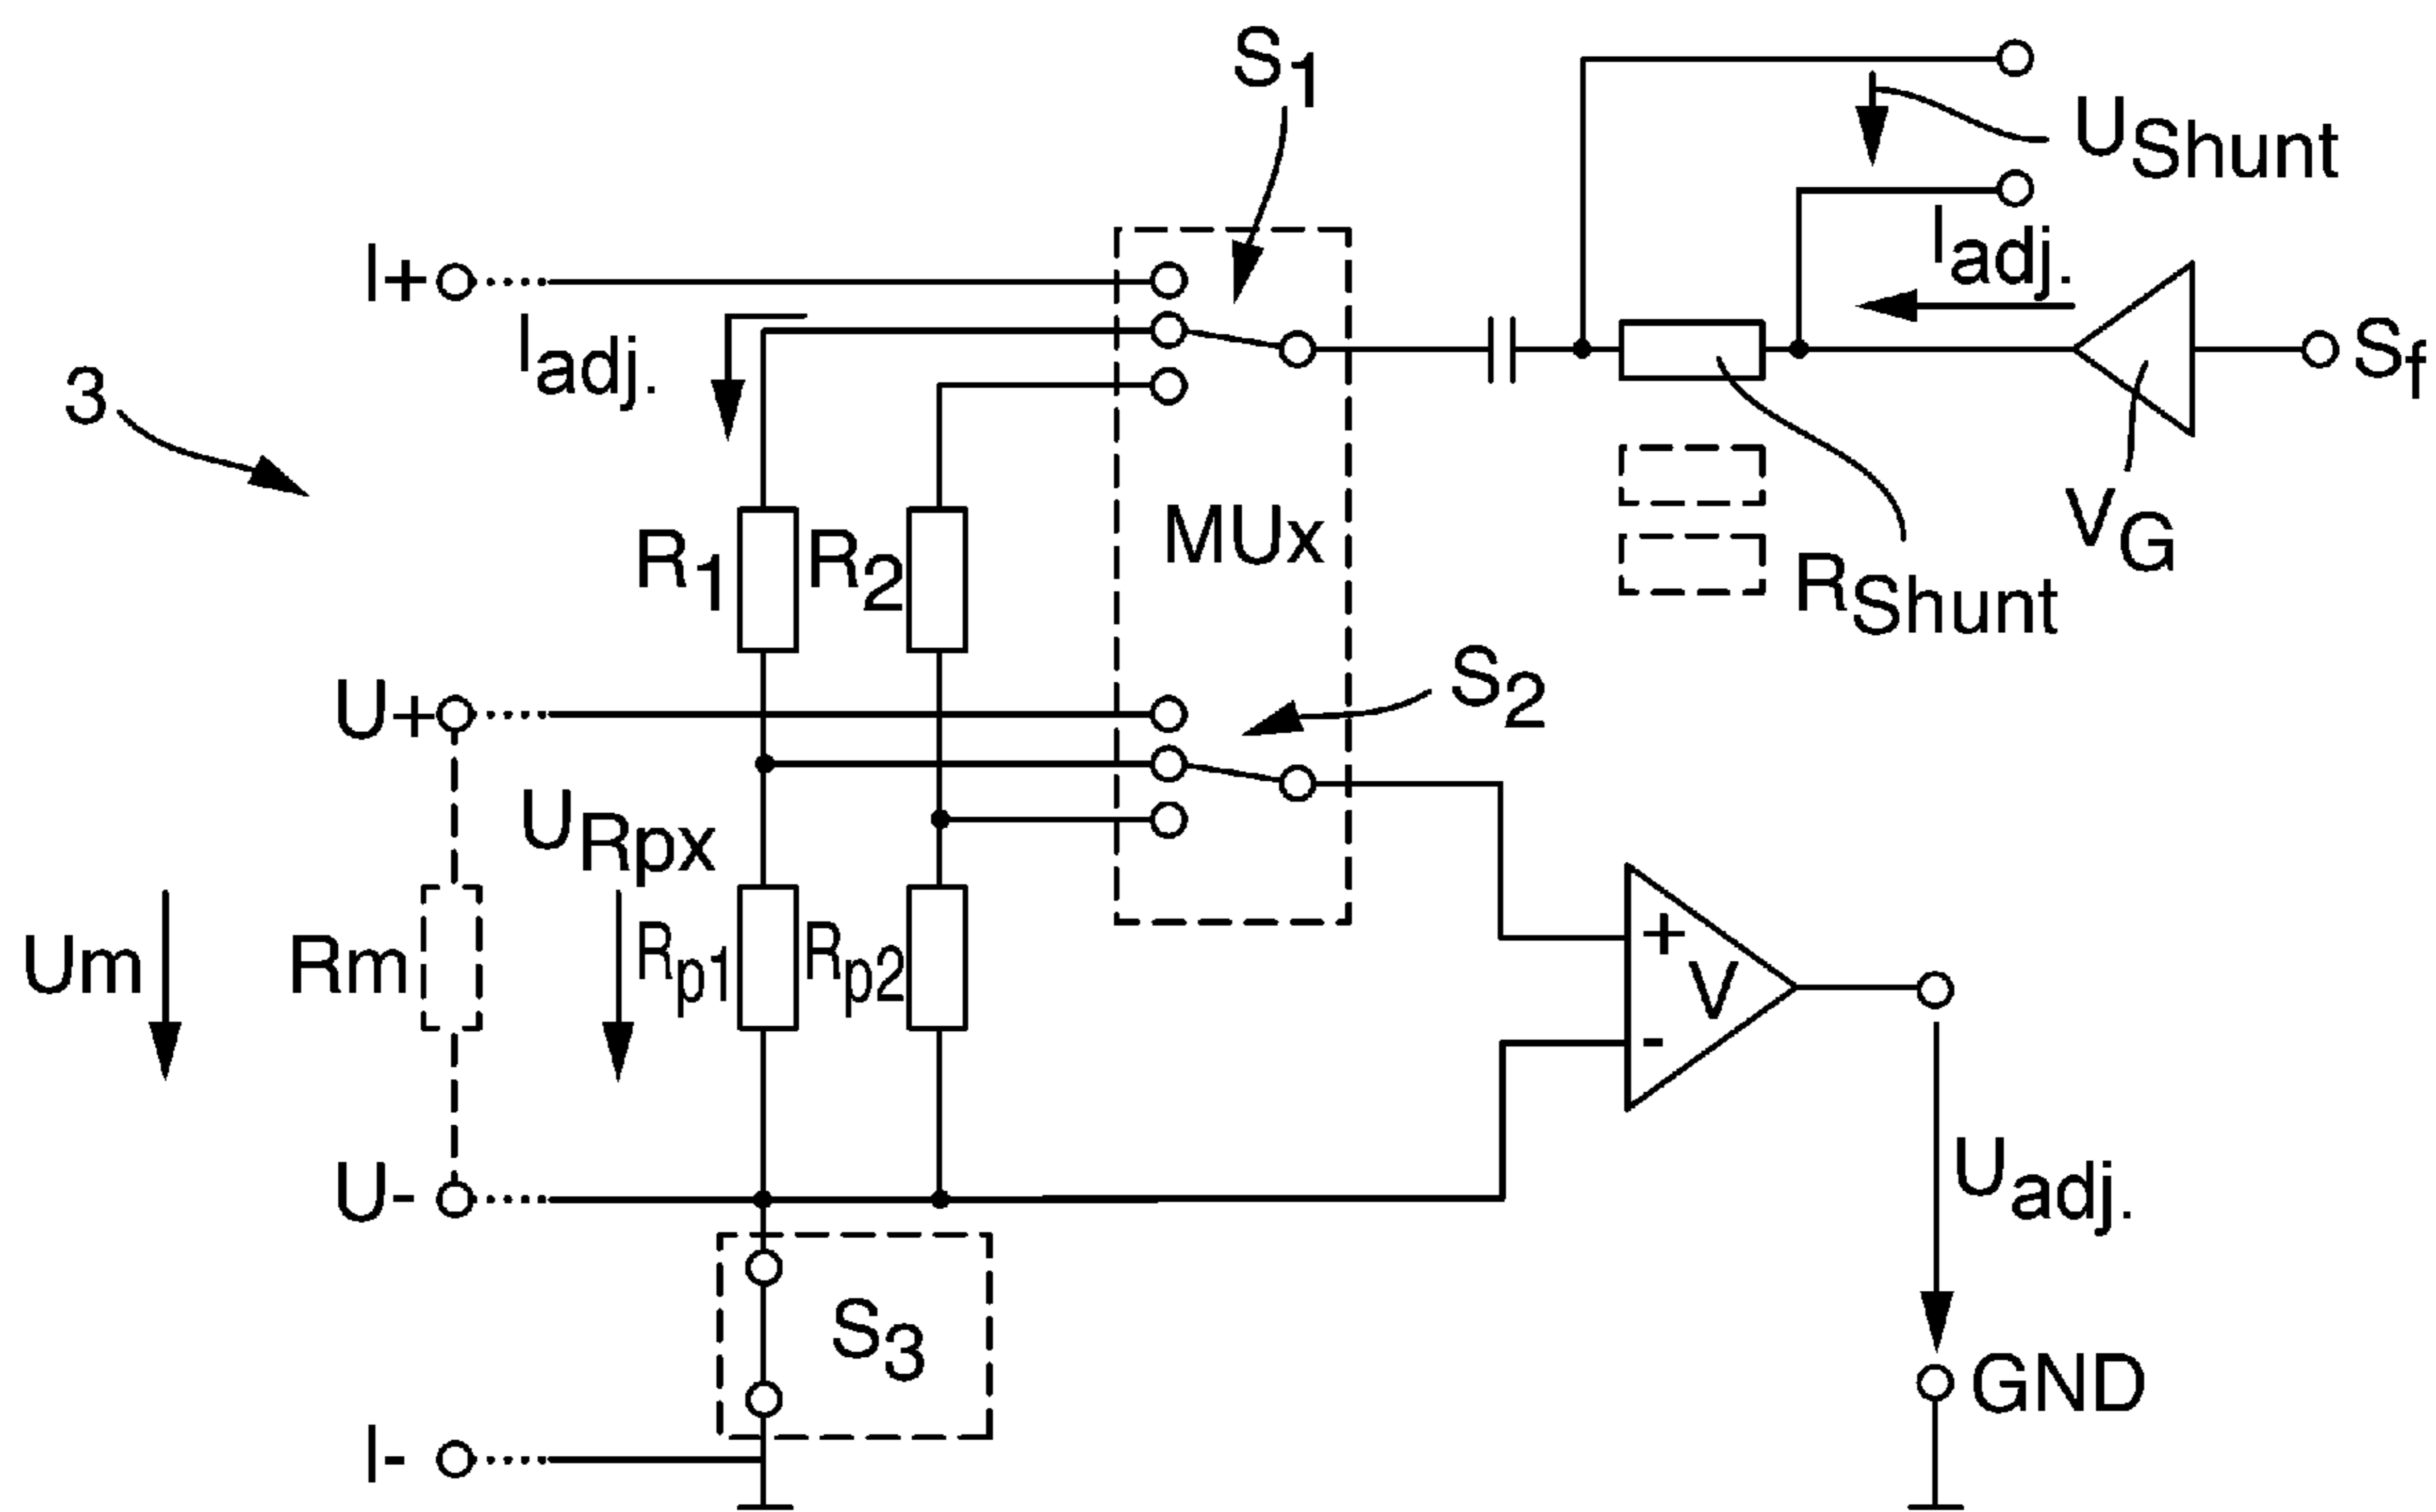 S1
UShunt
I+
Iadj.
Iadj.
Sf
3
MUx
R1
R2
VG
RShunt
S2
U+
URpx
Um
Rm
Rp1
Rp2
+
V
-
Uadj.
U-
S3
GND
I-